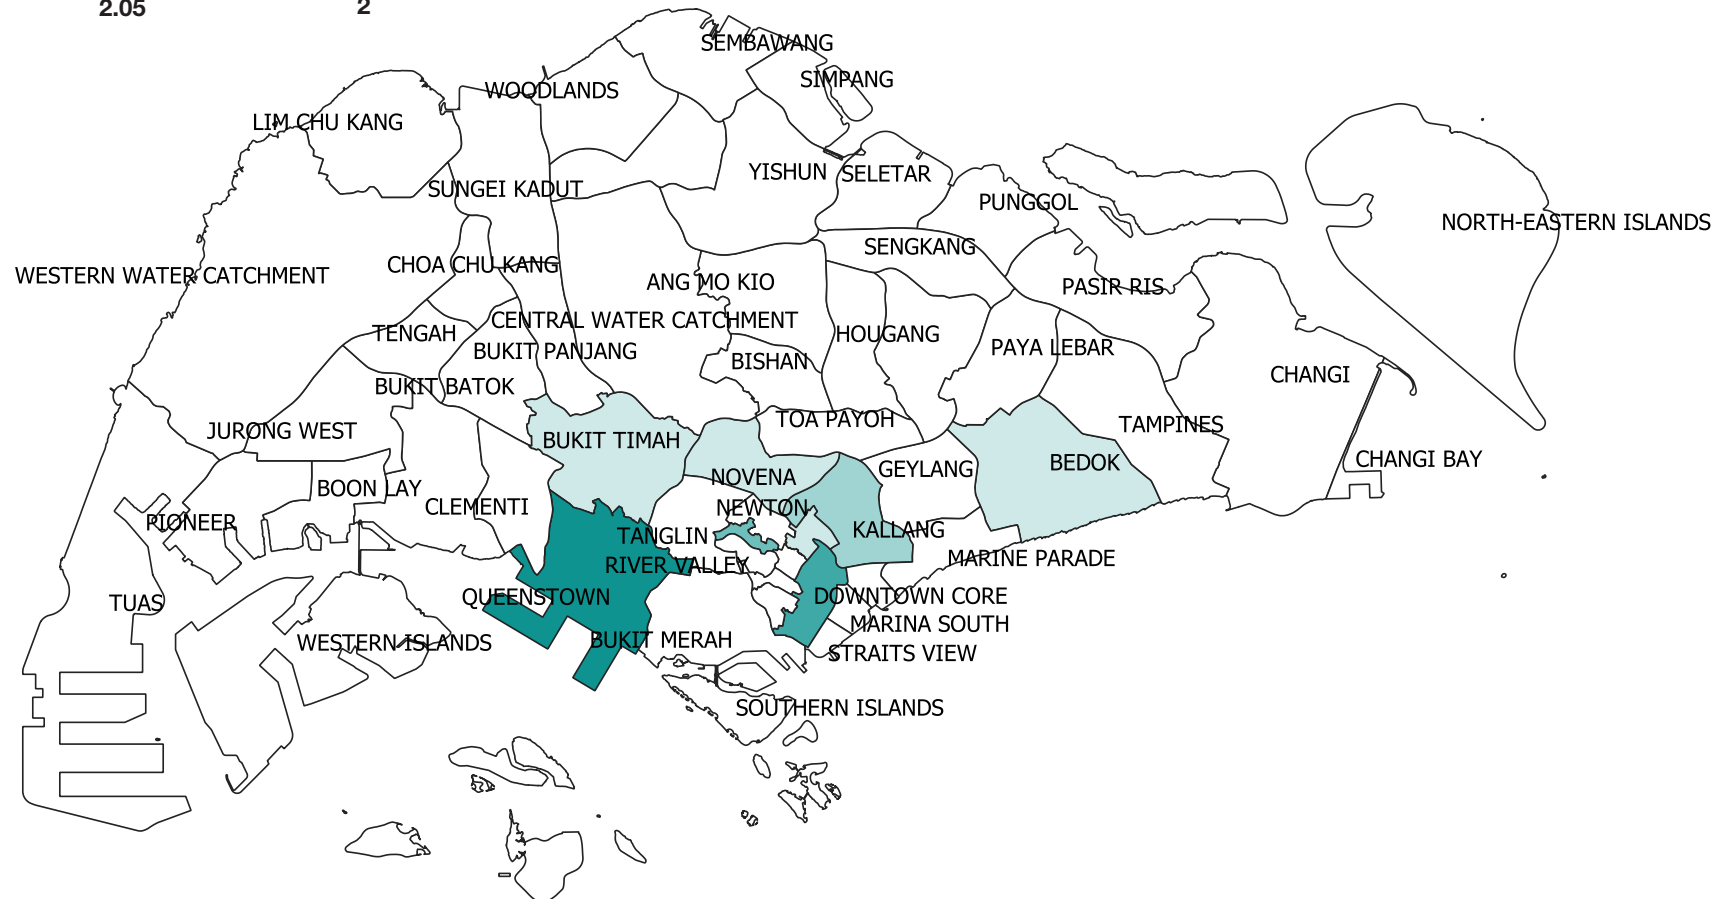 2.05 2
SEMBAWANG
SIMPANG
WOODLANDS
LIM CHU KANG
YISHUN
SELETAR
SUNGEI KADUT
PUNGGOL
NORTH-EASTERN ISLANDS
SENGKANG
CHOA CHU KANG
WESTERN WATER CATCHMENT
ANG MO KIO
PASIR RIS
CENTRAL WATER CATCHMENT
TENGAH
HOUGANG
PAYA LEBAR
BUKIT PANJANG
BISHAN
CHANGI
BUKIT BATOK
TOA PAYOH
TAMPINES
JURONG WEST
BUKIT TIMAH
CHANGI BAY
BEDOK
GEYLANG
NOVENA
BOON LAY
CLEMENTI
NEWTON
PIONEER
KALLANG
TANGLIN
MARINE PARADE
RIVER VALLEY
QUEENSTOWN
DOWNTOWN CORE
TUAS
MARINA SOUTH
BUKIT MERAH
WESTERN ISLANDS
STRAITS VIEW
SOUTHERN ISLANDS